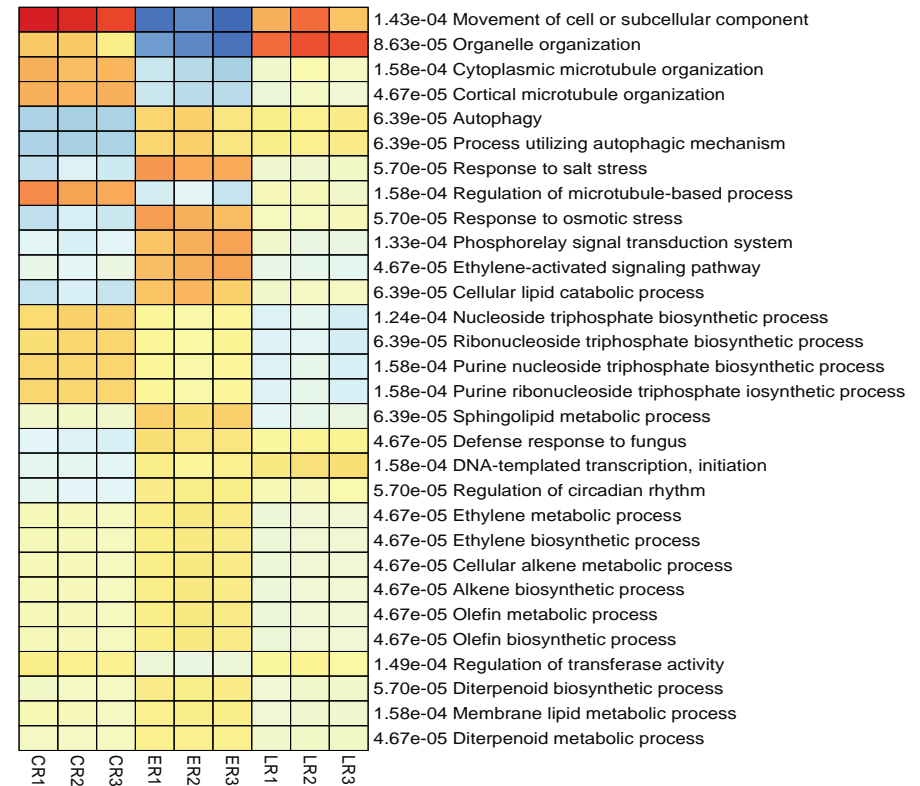 1.43e-04 Movement of cell or subcellular component
8.63e-05 Organelle organization
1.58e-04 Cytoplasmic microtubule organization
4.67e-05 Cortical microtubule organization
6.39e-05 Autophagy
6.39e-05 Process utilizing autophagic mechanism
5.70e-05 Response to salt stress
1.58e-04 Regulation of microtubule-based process
5.70e-05 Response to osmotic stress
1.33e-04 Phosphorelay signal transduction system
4.67e-05 Ethylene-activated signaling pathway
6.39e-05 Cellular lipid catabolic process
1.24e-04 Nucleoside triphosphate biosynthetic process
6.39e-05 Ribonucleoside triphosphate biosynthetic process
1.58e-04 Purine nucleoside triphosphate biosynthetic process
1.58e-04 Purine ribonucleoside triphosphate iosynthetic process
6.39e-05 Sphingolipid metabolic process
4.67e-05 Defense response to fungus
1.58e-04 DNA-templated transcription, initiation
5.70e-05 Regulation of circadian rhythm
4.67e-05 Ethylene metabolic process
4.67e-05 Ethylene biosynthetic process
4.67e-05 Cellular alkene metabolic process
4.67e-05 Alkene biosynthetic process
4.67e-05 Olefin metabolic process
4.67e-05 Olefin biosynthetic process
1.49e-04 Regulation of transferase activity
5.70e-05 Diterpenoid biosynthetic process
1.58e-04 Membrane lipid metabolic process
4.67e-05 Diterpenoid metabolic process
CR1
CR2
CR3
ER1
ER2
ER3
LR1
LR2
LR3